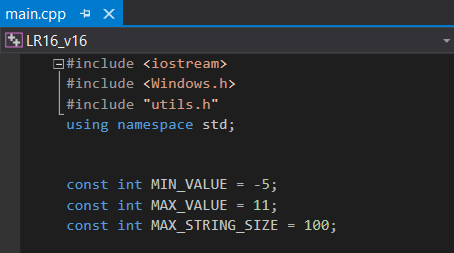 main.cpp
LR16_v16
#include <iostream>
#include <Windows.h>
#include "utils.h"
using namespace std;
const int MIN_VALUE = -5;
const int MAX_VALUE = 11;
const int MAX_STRING_SIZE = 100;